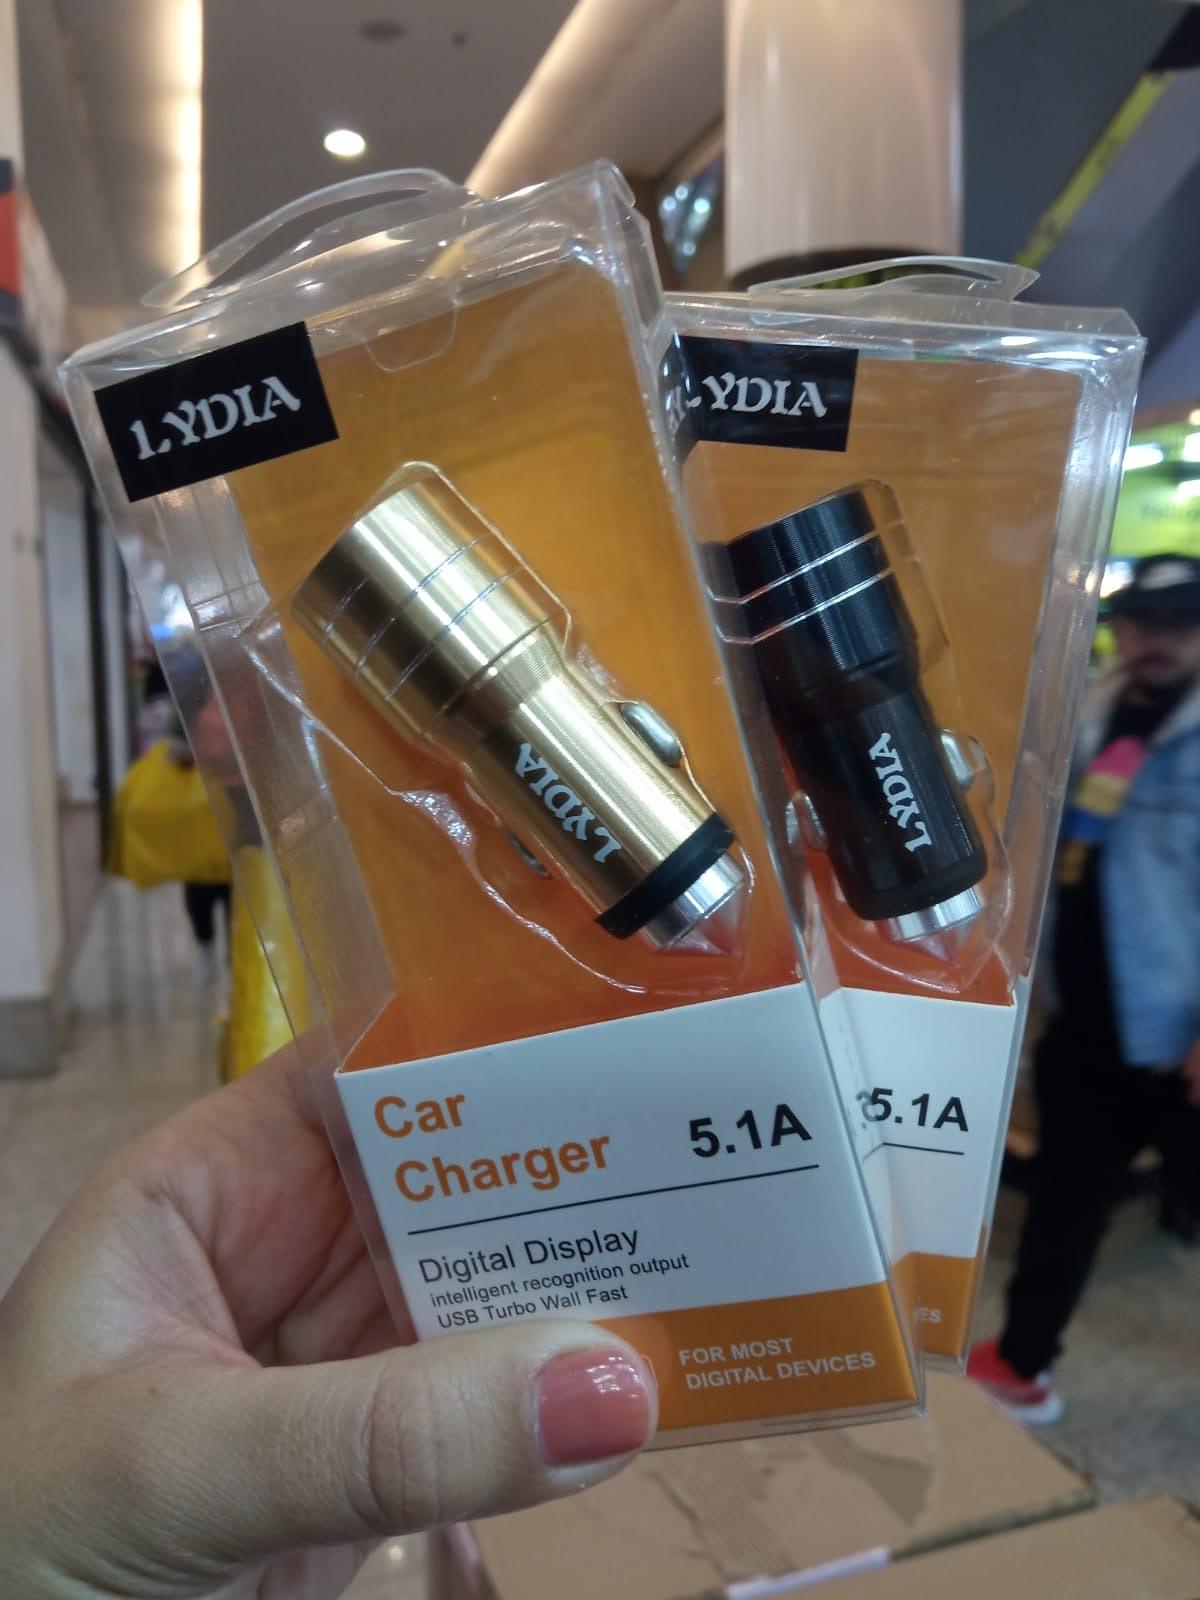 LYDIA
LYDIA
Car
Charger
5.1A
Digital Display
intelligent recognition output
USB Turbo Wall Fast
FOR MOST
DIGITAL DEVICES
LYDIA
LYDIA
5.1A